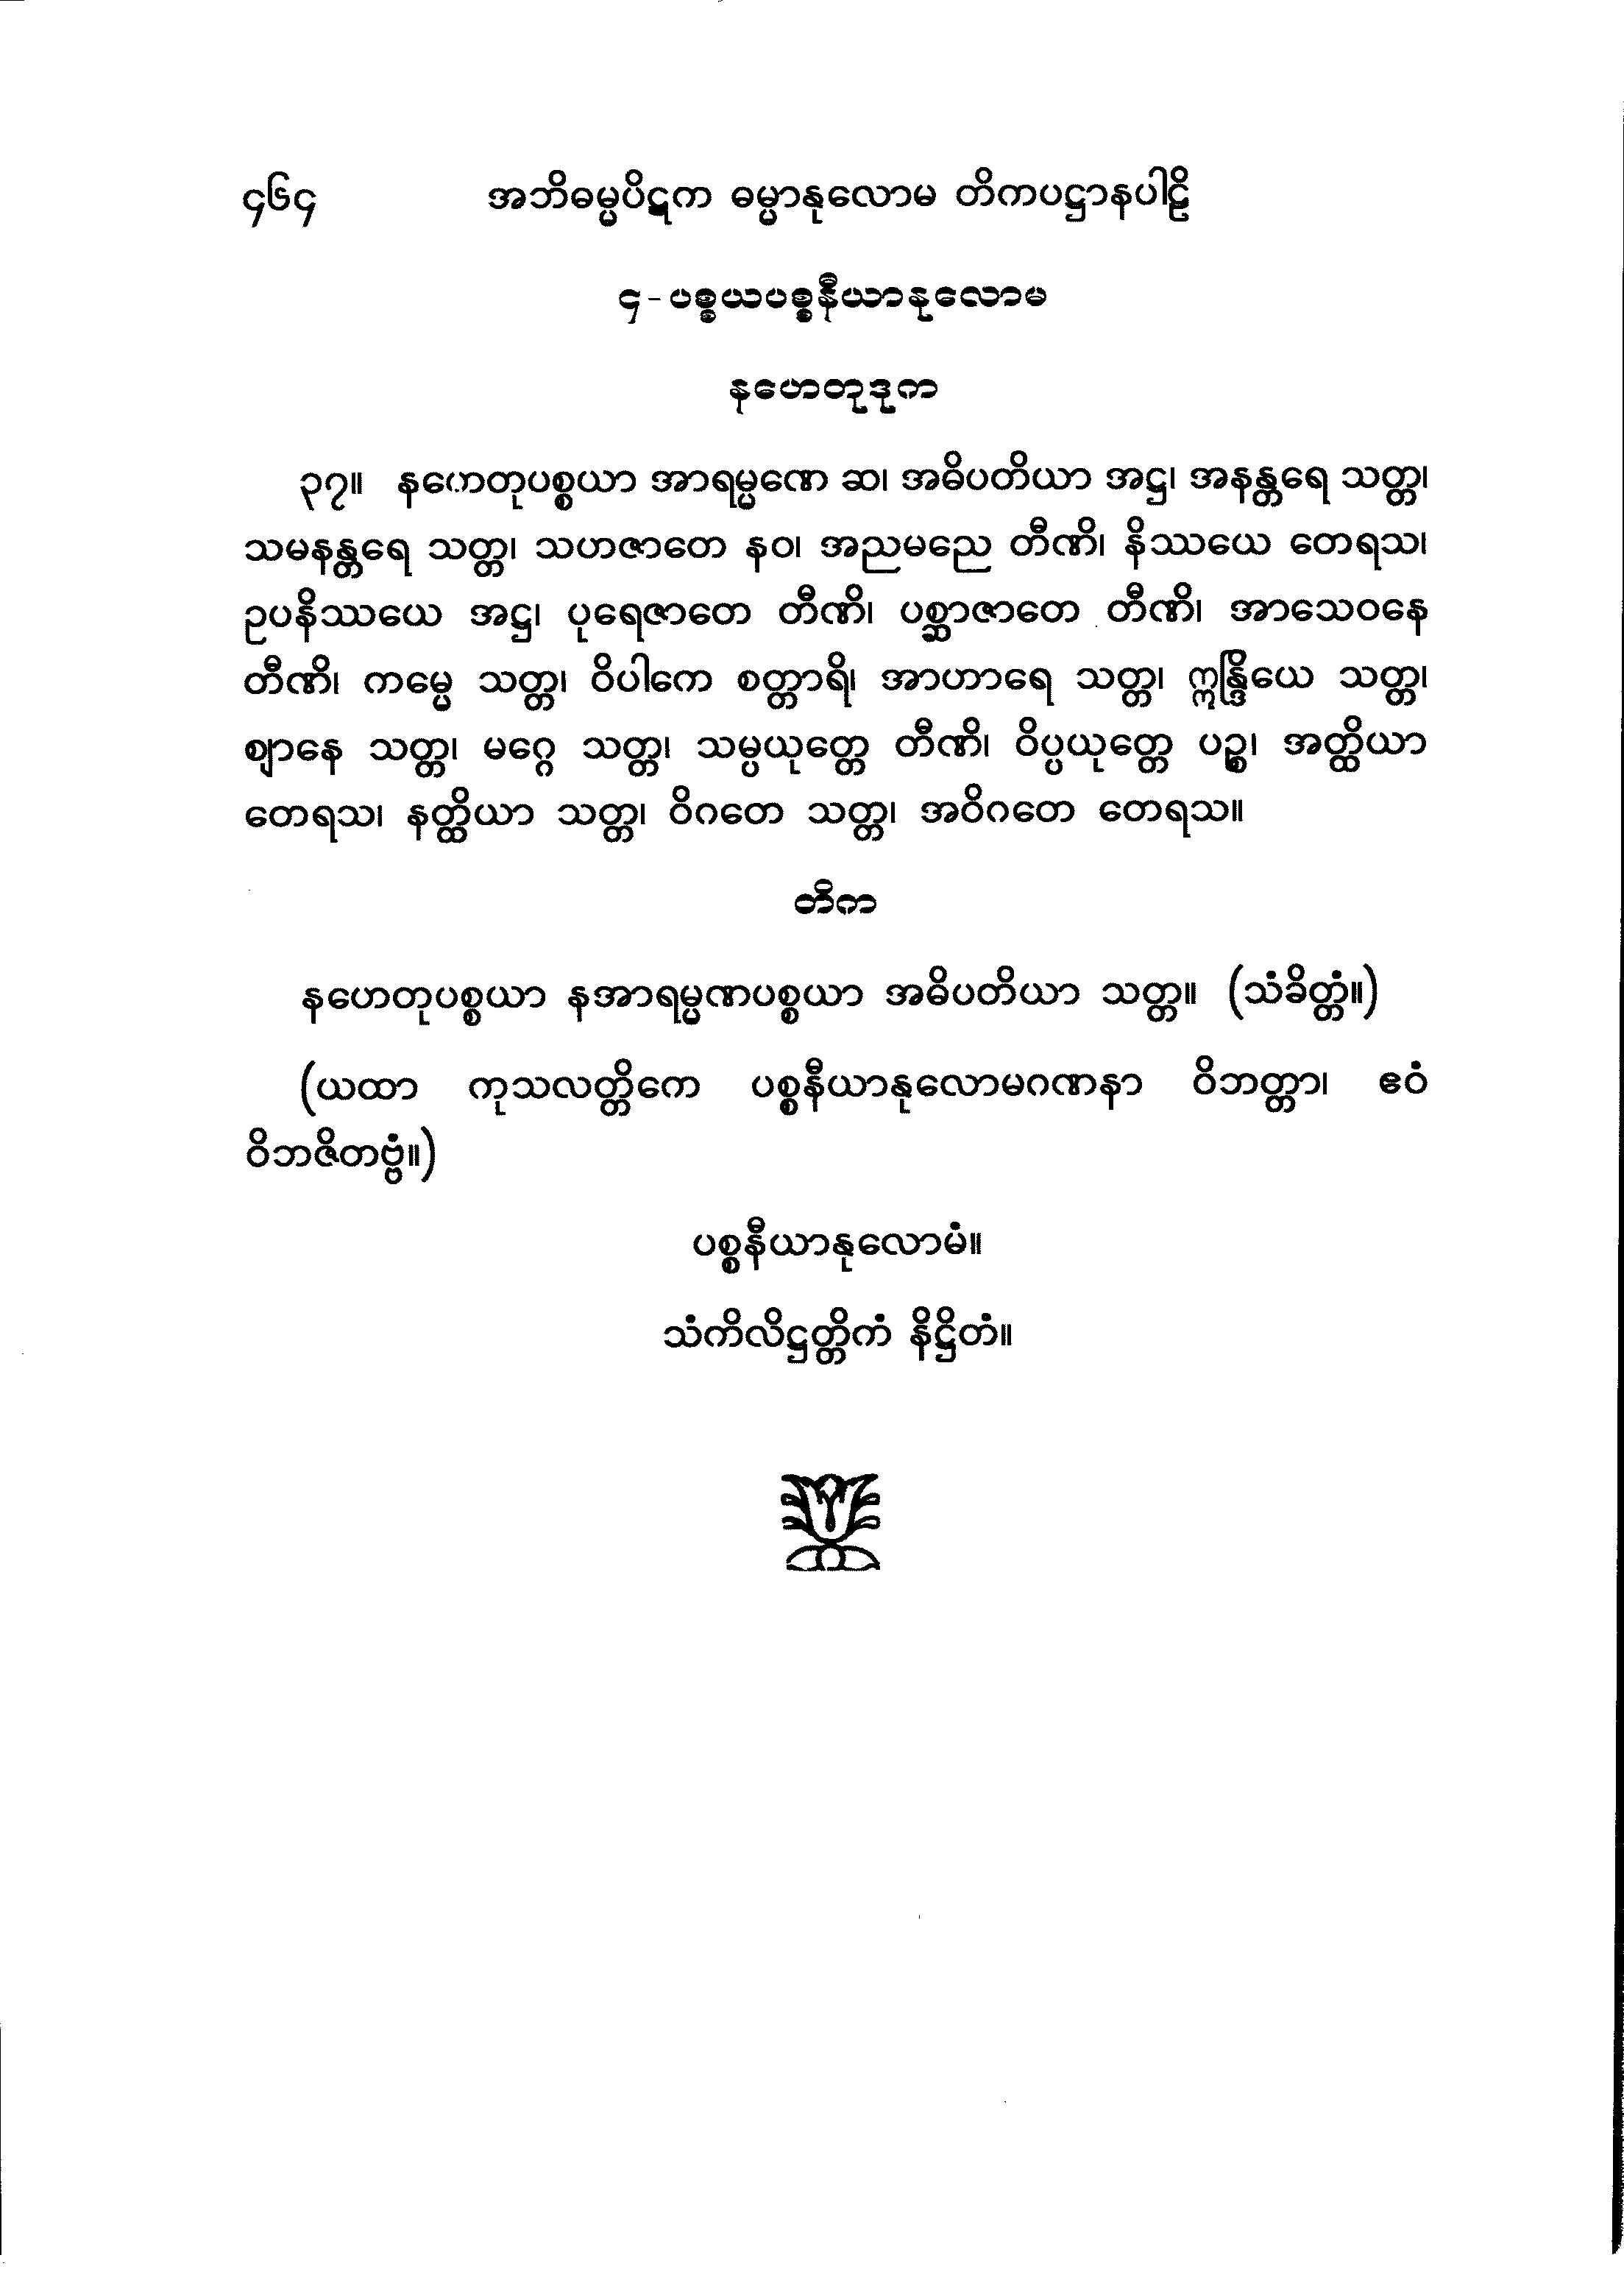 ၄၆၄ အဘိဓမ္မပိဋက ဓမ္မာနုလောမ တိကပဋ္ဌာနပါဠိ
၄-ပစ္စယပစ္စနီယာနုလောမ
နဟေတုဒုက
၃၇။ နဟေတုပစ္စယာ အာရမ္မဏေ ဆ၊ အဓိပတိယာ အဋ္ဌ၊ အနန္တရေ သတ္တ၊
သမနန္တရေ သတ္တ၊ သဟဇာတေ နဝ၊ အညမညေ တီဏိ၊ နိဿယေ တေရသ၊
ဥပနိဿယေ အဋ္ဌ၊ ပုရေဇာတေ တီဏိ၊ ပစ္ဆာဇာတေ တီဏိ၊ အာသေဝနေ
တီဏိ၊ ကမ္မေ သတ္တ၊ ဝိပါကေ စတ္တာရိ၊ အာဟာရေ သတ္တ၊ ဣန္ဒြိယေ သတ္တ၊
ဈာနေ သတ္တ၊ မဂ္ဂေ သတ္တ၊ သမ္ပယုတ္တေ တီဏိ၊ ဝိပ္ပယုတ္တေ ပဉ္စ၊ အတ္ထိယာ
တေရသ၊ နတ္ထိယာ သတ္တ၊ ဝိဂတေ သတ္တ၊ အဝိဂတေ တေရသ။
တိက
နဟေတုပစ္စယာ နအာရမ္မဏပစ္စယာ အဓိပတိယာ သတ္တ။ (သံခိတ္တံ။)
(ယထာ ကုသလတ္တိကေ ပစ္စနီယာနုလောမဂဏနာ ဝိဘတ္တာ၊ ဧဝံ
ဝိဘဇိတဗ္ဗံ။)
ပစ္စနီယာနုလောမံ။
သံကိလိဋ္ဌတ္တိကံ နိဋ္ဌိတံ။